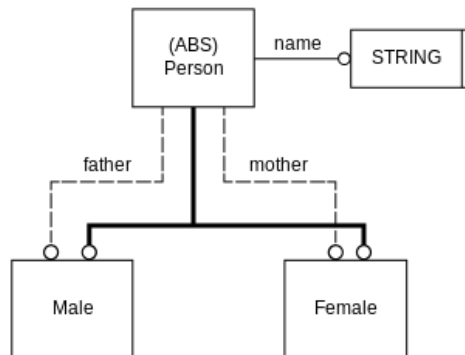 (ABS)
Person
name
STRING
father
mother
Male
Female